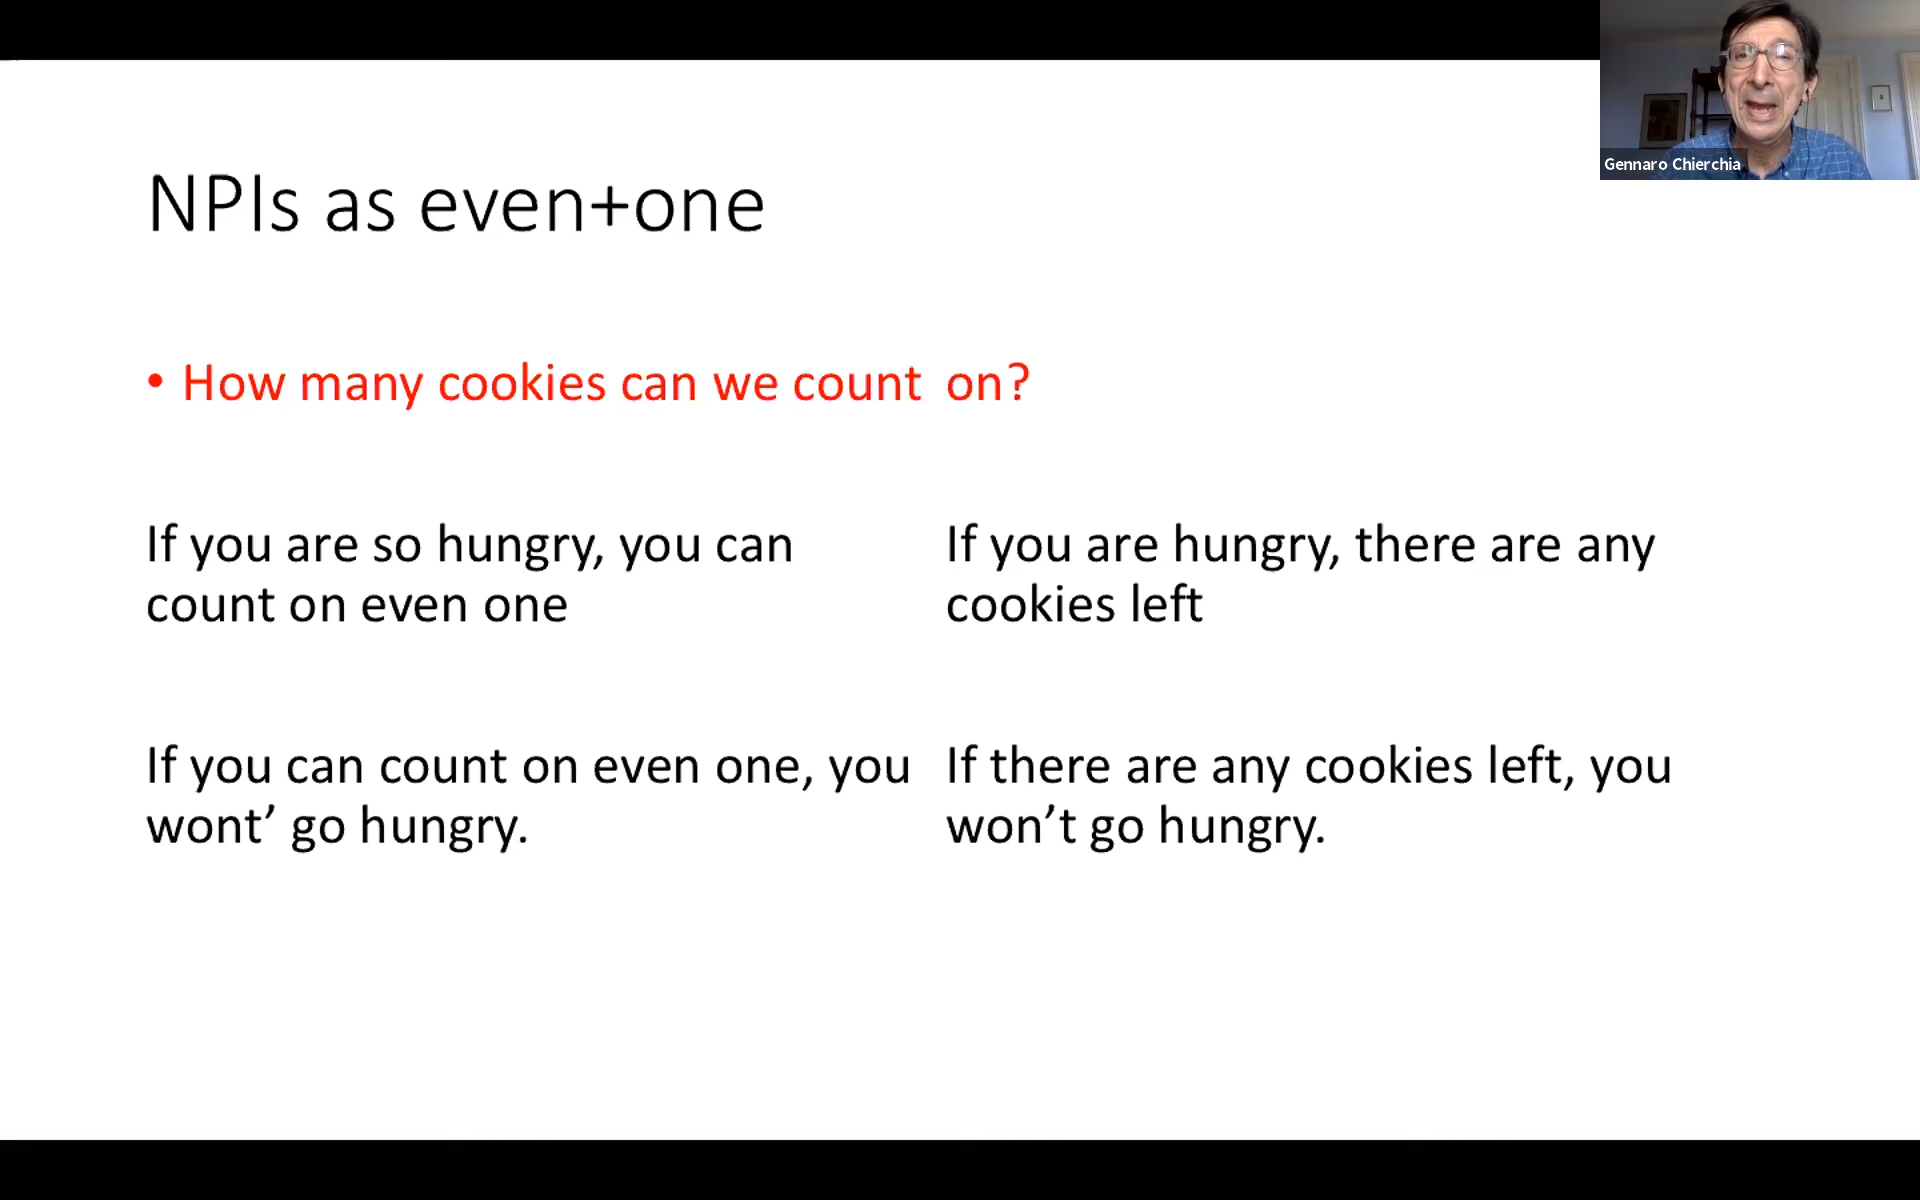 Gennaro Chierchia
NPIs as even+one
• How many cookies can we count on?
If you are so hungry, you can
count on even one
If you are hungry, there are any
cookies left
If you can count on even one, you
wont’ go hungry.
If there are any cookies left, you
won’t go hungry.